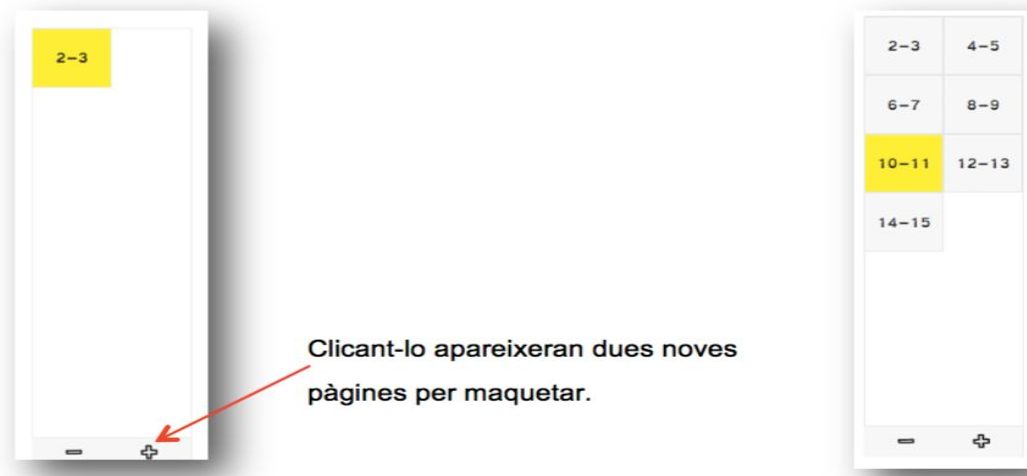 2–3
Clicant-lo apareixeran dues noves
pàgines per maquetar.
2–3 4–5
6–7 8–9
10–11 12–13
14–15